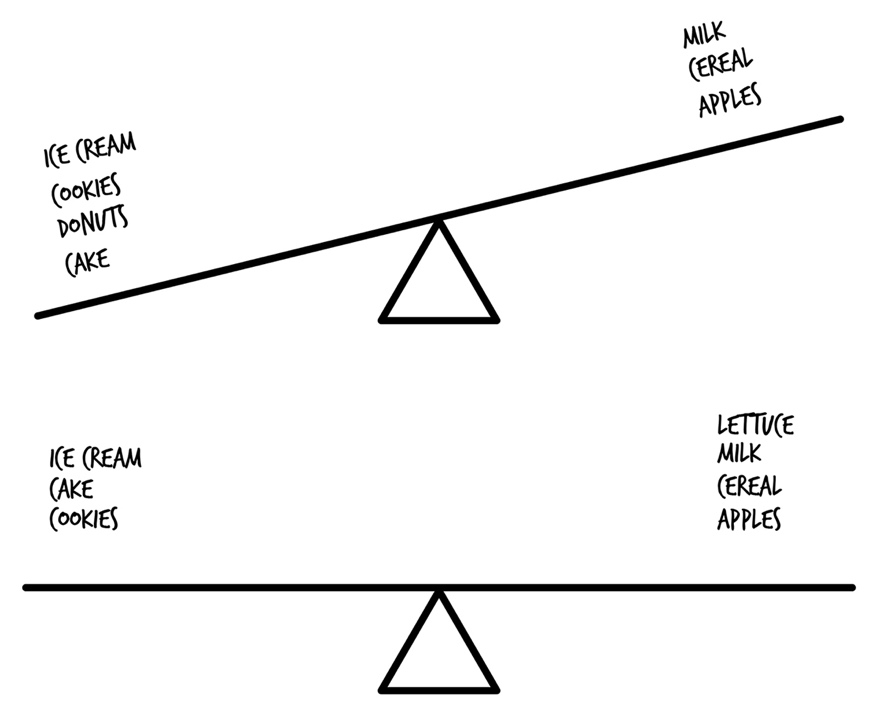 MILK
CEREAL
APPLES
ICE CREAM
COOKIES
DONUTS
CAKE
ICE CREAM
CAKE
COOKIES
LETTUCE
MILK
CEREAL
APPLES